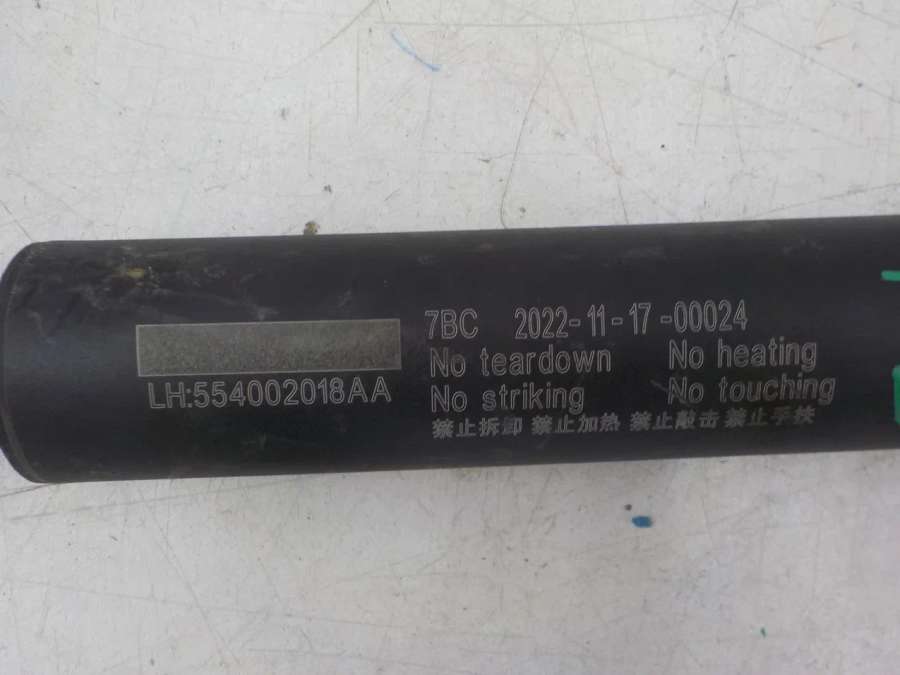 7BC 2022-11-17-00024
No teardown No heating
LH:554002018AA
No striking No touching
禁止拆卸 禁止加热 禁止敲击 禁止手扶